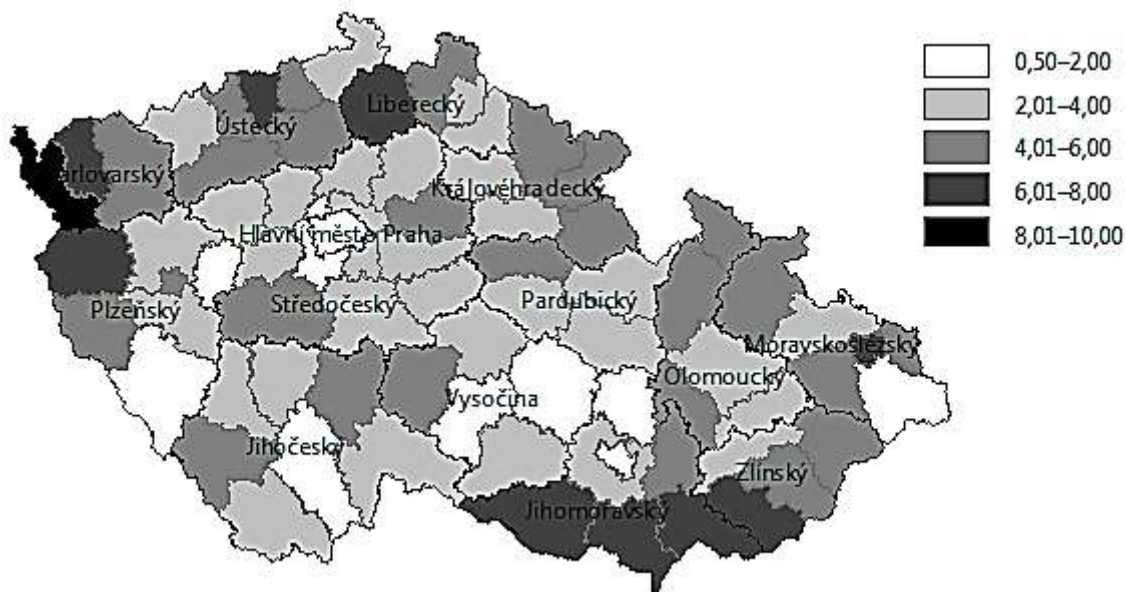 0,50–2,00
2,01–4,00
4,01–6,00
6,01–8,00
8,01–10,00
Liberecký
Ústecký
arlovarský
Královéhradecký
Hlavní město Praha
Plzeňský
Středočeský
Pardubický
Moravskoslezský
Olomoucký
Vysočina
Jihočeský
Zlínský
Jihomoravský